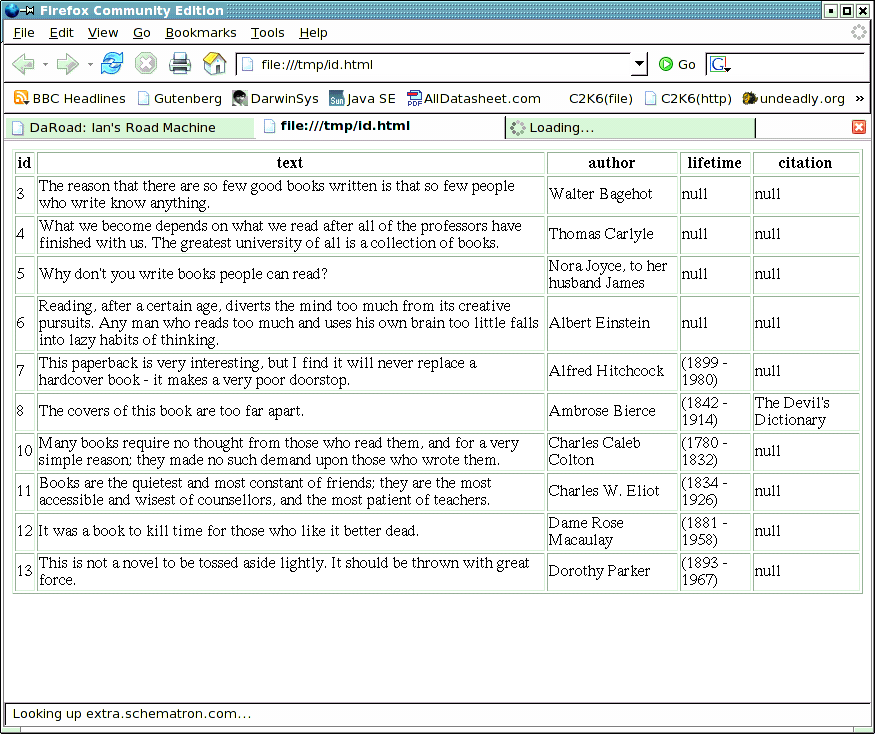 Firefox Community Edition
File Edit View Go Bookmarks Tools Help
file:///tmp/id.html Go G
BBC Headlines Gutenberg DarwinSys Sun Java SE PDF AllDatasheet.com C2K6(file) C2K6(http) undeadly.org »
DaRoad: Ian's Road Machine file:///tmp/id.html Loading...
id text author lifetime citation
3 The reason that there are so few good books written is that so few people
who write know anything. Walter Bagehot null null
4 What we become depends on what we read after all of the professors have
finished with us. The greatest university of all is a collection of books. Thomas Carlyle null null
5 Why don't you write books people can read? Nora Joyce, to her
husband James null null
6 Reading, after a certain age, diverts the mind too much from its creative
pursuits. Any man who reads too much and uses his own brain too little falls
into lazy habits of thinking. Albert Einstein null null
7 This paperback is very interesting, but I find it will never replace a
hardcover book - it makes a very poor doorstop. Alfred Hitchcock (1899 -
1980) null
8 The covers of this book are too far apart. Ambrose Bierce (1842 -
1914) The Devil's
Dictionary
10 Many books require no thought from those who read them, and for a very
simple reason; they made no such demand upon those who wrote them. Charles Caleb
Colton (1780 -
1832) null
11 Books are the quietest and most constant of friends; they are the most
accessible and wisest of counsellors, and the most patient of teachers. Charles W. Eliot (1834 -
1926) null
12 It was a book to kill time for those who like it better dead. Dame Rose
Macaulay (1881 -
1958) null
13 This is not a novel to be tossed aside lightly. It should be thrown with great
force. Dorothy Parker (1893 -
1967) null
Looking up extra.schematron.com...